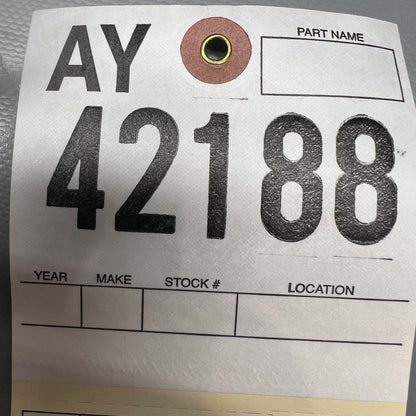 AY
PART NAME
42188
YEAR MAKE STOCK # LOCATION